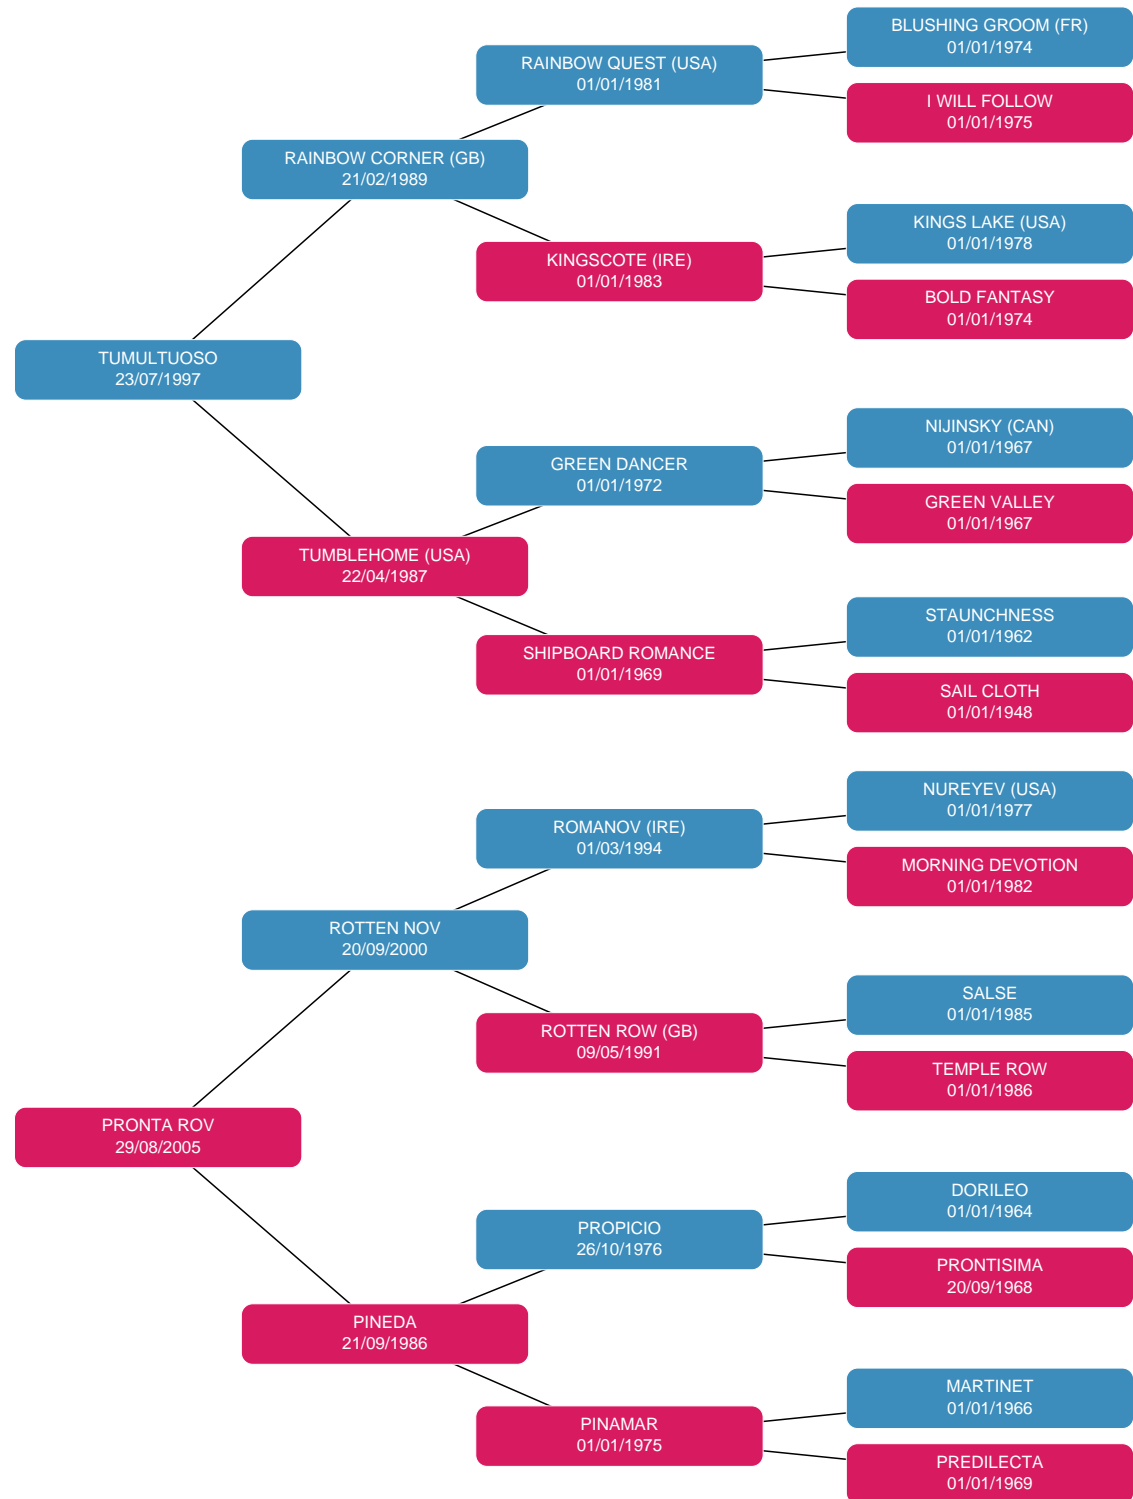 BLUSHING GROOM (FR)
01/01/1974
RAINBOW QUEST (USA)
01/01/1981
I WILL FOLLOW
01/01/1975
RAINBOW CORNER (GB)
21/02/1989
KINGS LAKE (USA)
01/01/1978
KINGSCOTE (IRE)
01/01/1983
BOLD FANTASY
01/01/1974
TUMULTUOSO
23/07/1997
NIJINSKY (CAN)
01/01/1967
GREEN DANCER
01/01/1972
GREEN VALLEY
01/01/1967
TUMBLEHOME (USA)
22/04/1987
STAUNCHNESS
01/01/1962
SHIPBOARD ROMANCE
01/01/1969
SAIL CLOTH
01/01/1948
NUREYEV (USA)
01/01/1977
ROMANOV (IRE)
01/03/1994
MORNING DEVOTION
01/01/1982
ROTTEN NOV
20/09/2000
SALSE
01/01/1985
ROTTEN ROW (GB)
09/05/1991
TEMPLE ROW
01/01/1986
PRONTA ROV
29/08/2005
DORILEO
01/01/1964
PROPICIO
26/10/1976
PRONTISIMA
20/09/1968
PINEDA
21/09/1986
MARTINET
01/01/1966
PINAMAR
01/01/1975
PREDILECTA
01/01/1969